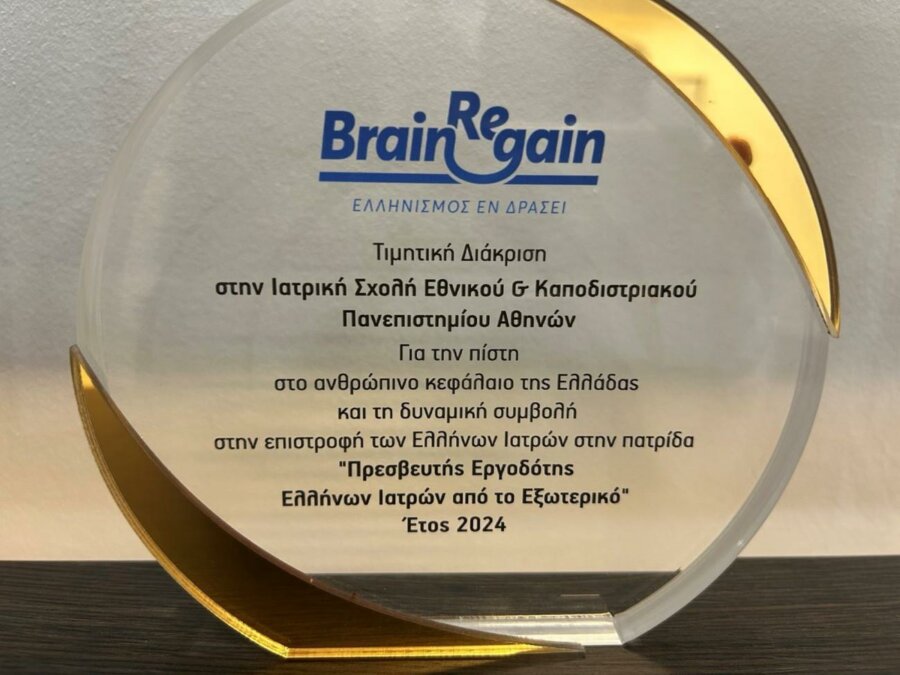 Brain Regain
ΕΛΛΗΝΙΣΜΟΣ ΕΝ ΔΡΑΣΕΙ
Τιμητική Διάκριση
στην Ιατρική Σχολή Εθνικού & Καποδιστριακού
Πανεπιστημίου Αθηνών
Για την πίστη
στο ανθρώπινο κεφάλαιο της Ελλάδας
και τη δυναμική συμβολή
στην επιστροφή των Ελλήνων Ιατρών στην πατρίδα
"Πρεσβευτής Εργοδότης
Ελλήνων Ιατρών από το Εξωτερικό"
Έτος 2024